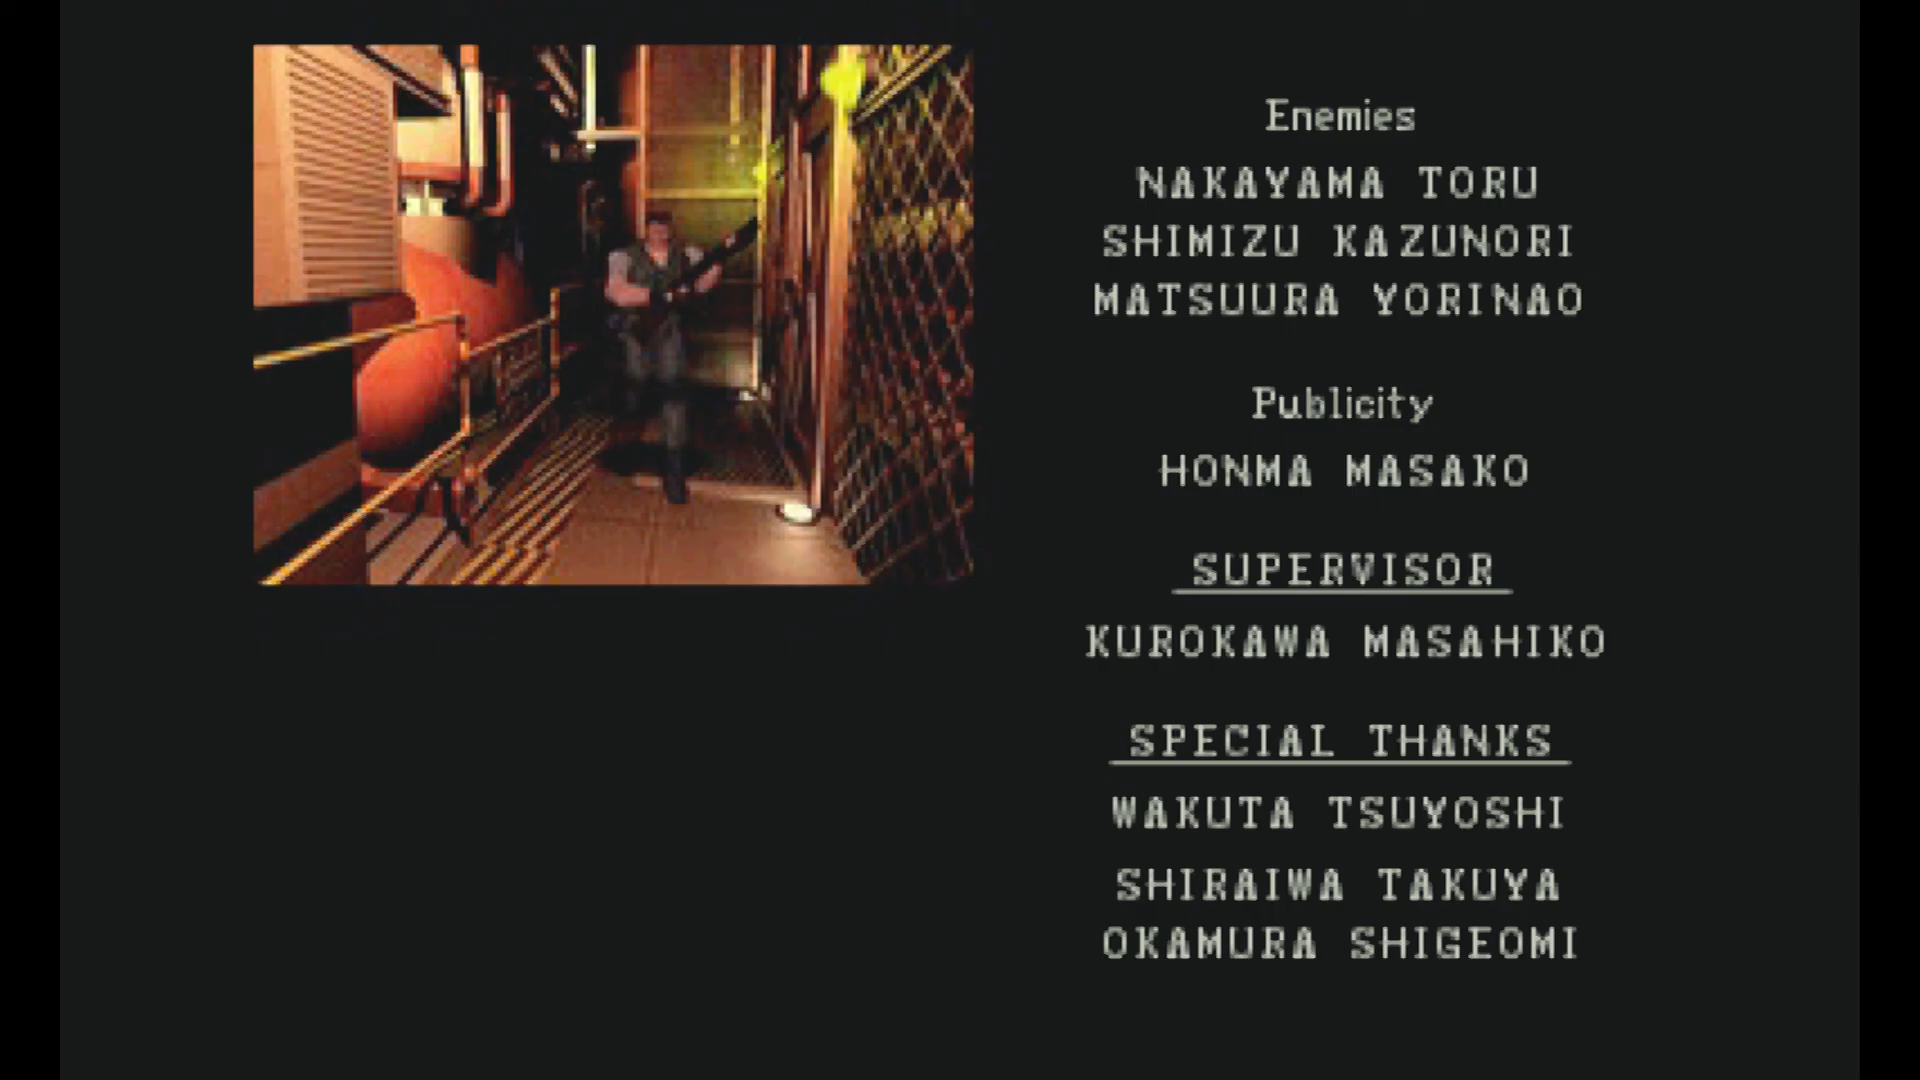 Enemies
NAKAYAMA TORU
SHIMIZU KAZUNORI
MATSUURA YORINAO
Publicity
HONMA MASAKO
SUPERVISOR
KUROKAWA MASAHIKO
SPECIAL THANKS
WAKUTA TSUYOSHI
SHIRAIWA TAKUYA
OKAMURA SHIGEOMI